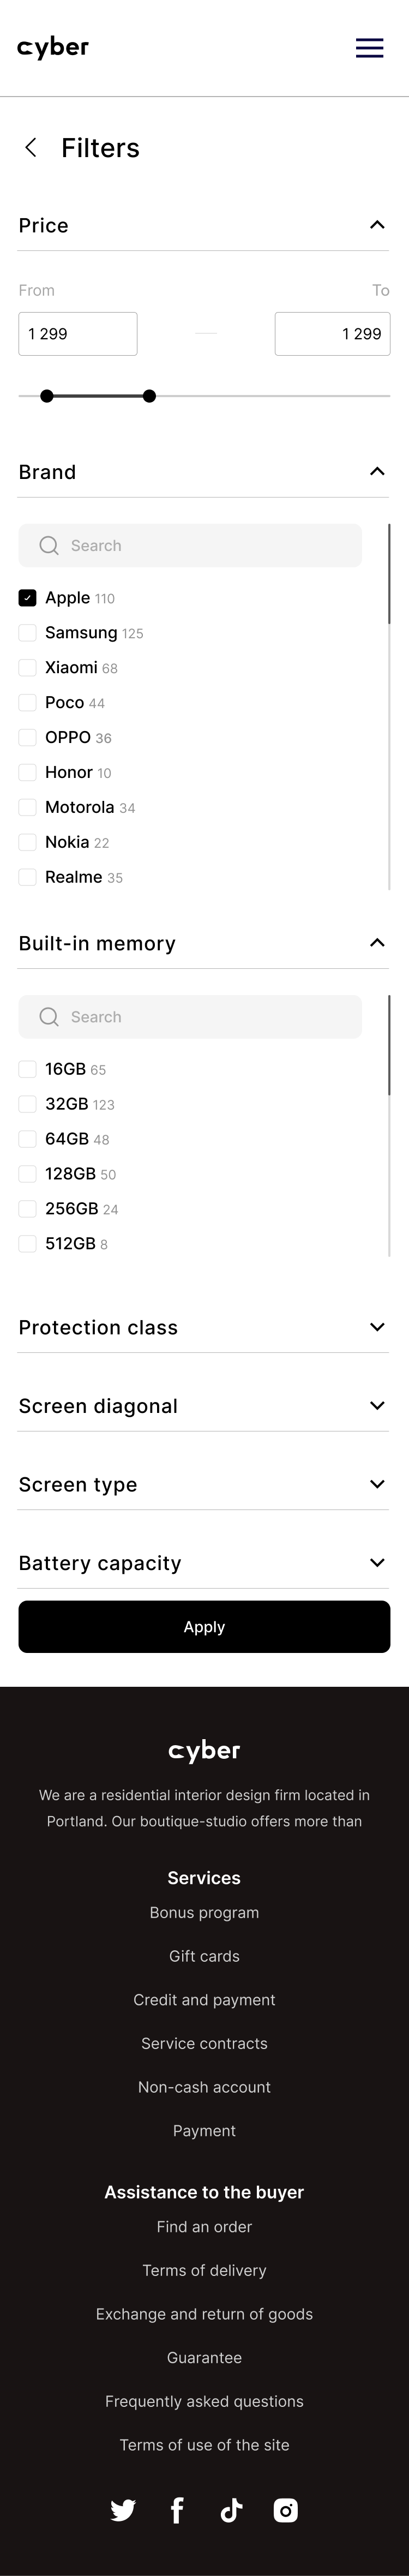 cyber
Filters
Price
From To
1 299 1 299
Brand
Search
Apple 110
Samsung 125
Xiaomi 68
Poco 44
OPPO 36
Honor 10
Motorola 34
Nokia 22
Realme 35
Built-in memory
Search
16GB 65
32GB 123
64GB 48
128GB 50
256GB 24
512GB 8
Protection class
Screen diagonal
Screen type
Battery capacity
Apply
cyber
We are a residential interior design firm located in
Portland. Our boutique-studio offers more than
Services
Bonus program
Gift cards
Credit and payment
Service contracts
Non-cash account
Payment
Assistance to the buyer
Find an order
Terms of delivery
Exchange and return of goods
Guarantee
Frequently asked questions
Terms of use of the site